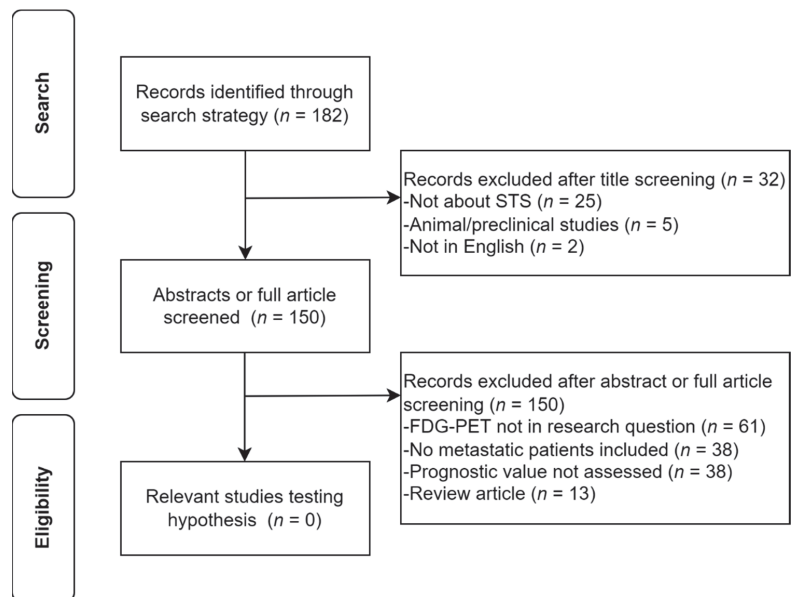 Search
Records identified through
search strategy (n = 182)
Records excluded after title screening (n = 32)
-Not about STS (n = 25)
-Animal/preclinical studies (n = 5)
-Not in English (n = 2)
Screening
Abstracts or full article
screened (n = 150)
Records excluded after abstract or full article
screening (n = 150)
-FDG-PET not in research question (n = 61)
-No metastatic patients included (n = 38)
-Prognostic value not assessed (n = 38)
-Review article (n = 13)
Eligibility
Relevant studies testing
hypothesis (n = 0)